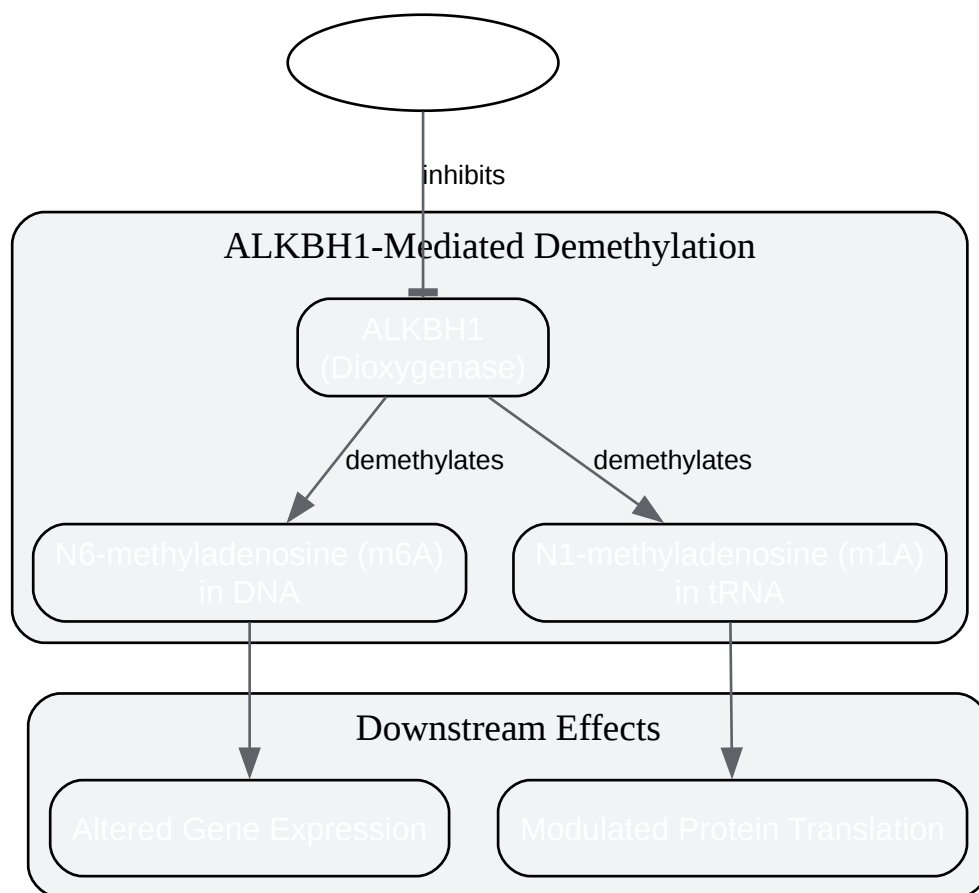 inhibits
ALKBH1-Mediated Demethylation
ALKBH1
(Dioxygenase)
demethylates
demethylates
N6-methyladenosine (m6A)
in DNA
N1-methyladenosine (m1A)
in tRNA
Downstream Effects
Altered Gene Expression
Modulated Protein Translation